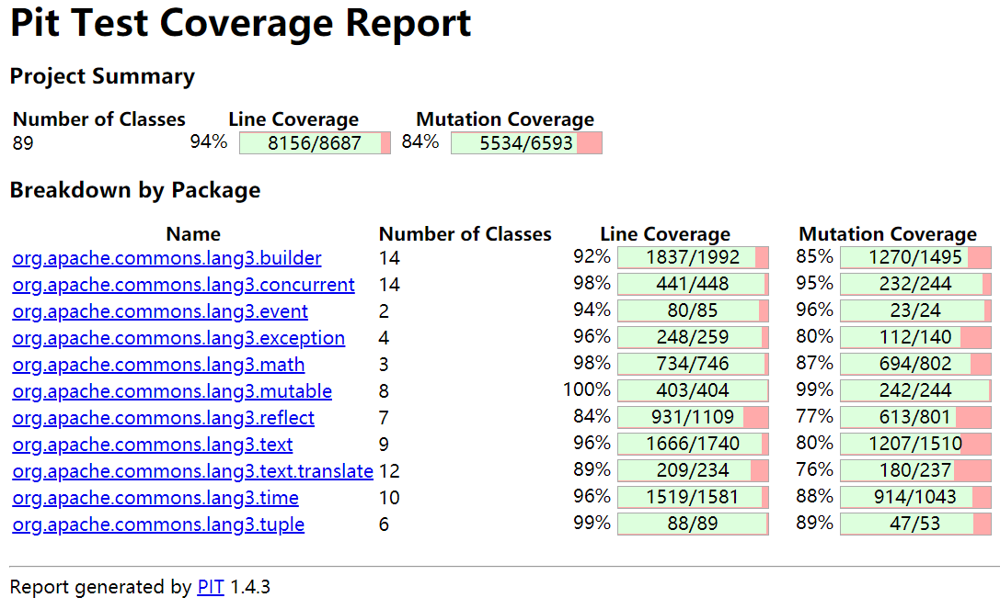 Pit Test Coverage Report
Project Summary
Number of Classes Line Coverage Mutation Coverage
89 94% 8156/8687 84% 5534/6593
Breakdown by Package
Name Number of Classes Line Coverage Mutation Coverage
org.apache.commons.lang3.builder 14 92% 1837/1992 85% 1270/1495
org.apache.commons.lang3.concurrent 14 98% 441/448 95% 232/244
org.apache.commons.lang3.event 2 94% 80/85 96% 23/24
org.apache.commons.lang3.exception 4 96% 248/259 80% 112/140
org.apache.commons.lang3.math 3 98% 734/746 87% 694/802
org.apache.commons.lang3.mutable 8 100% 403/404 99% 242/244
org.apache.commons.lang3.reflect 7 84% 931/1109 77% 613/801
org.apache.commons.lang3.text 9 96% 1666/1740 80% 1207/1510
org.apache.commons.lang3.text.translate 12 89% 209/234 76% 180/237
org.apache.commons.lang3.time 10 96% 1519/1581 88% 914/1043
org.apache.commons.lang3.tuple 6 99% 88/89 89% 47/53
Report generated by PIT 1.4.3